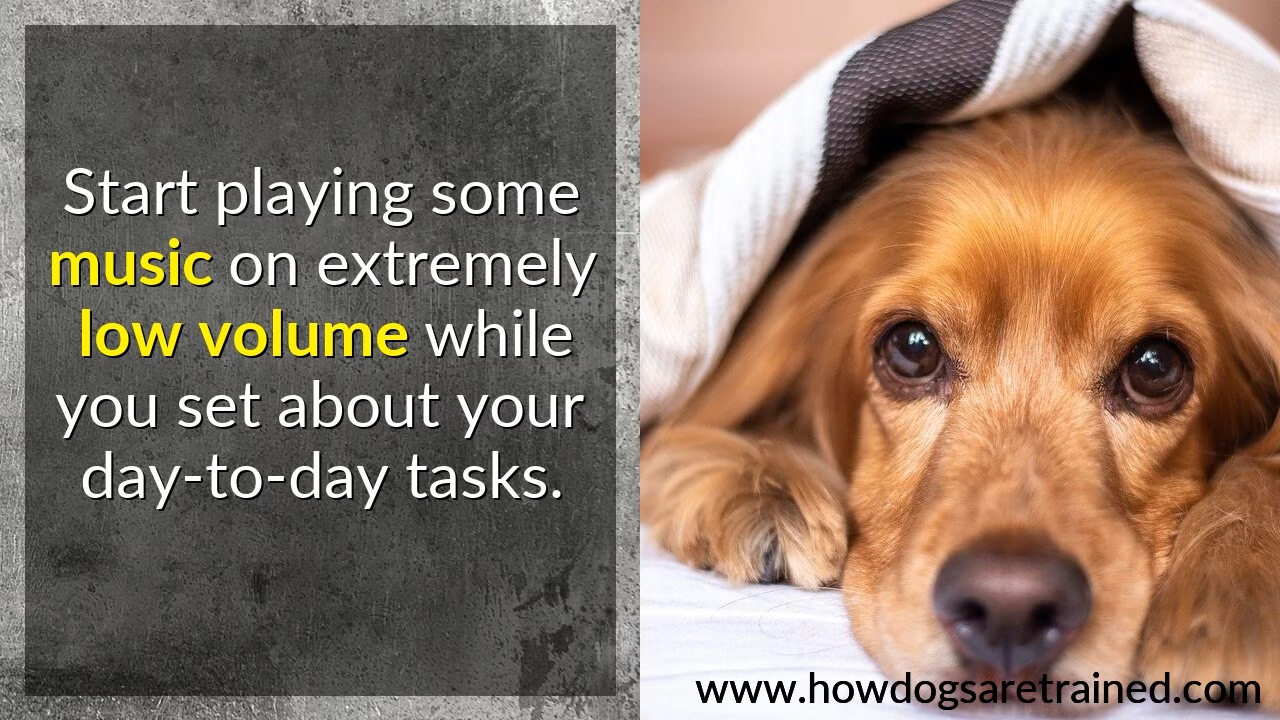 Start playing some
music on extremely
low volume while
you set about your
day-to-day tasks.
www.howdogsaretrained.com